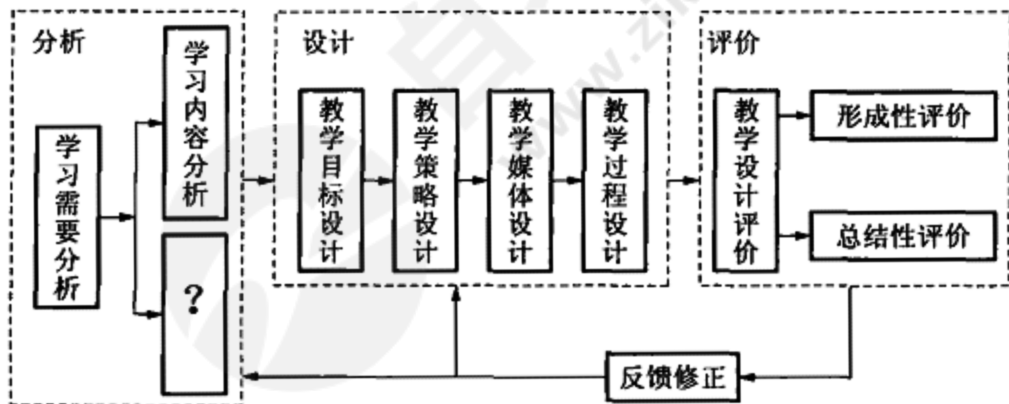 分析
学习需要分析
学习内容分析
?
设计
教学目标设计
教学策略设计
教学媒体设计
教学过程设计
评价
教学设计评价
形成性评价
总结性评价
反馈修正